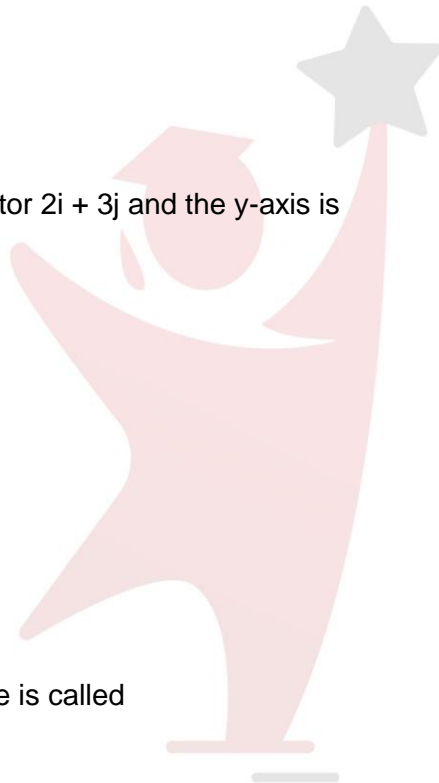 tor 2i + 3j and the y-axis is
e is called